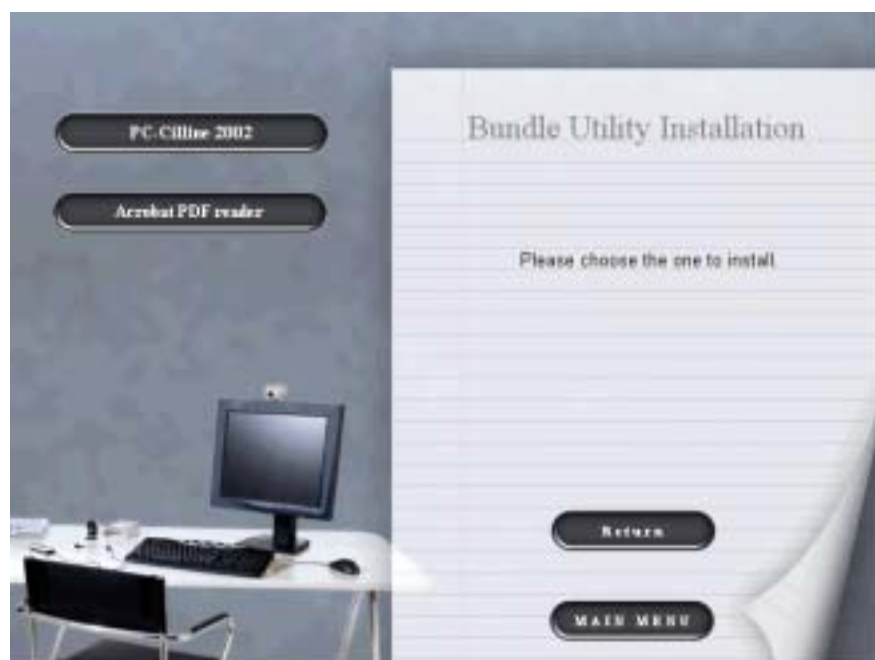 PC-Cilline 2002
Acrobat PDF reader
Bundle Utility Installation
Please choose the one to install.
Return
MAIN MENU